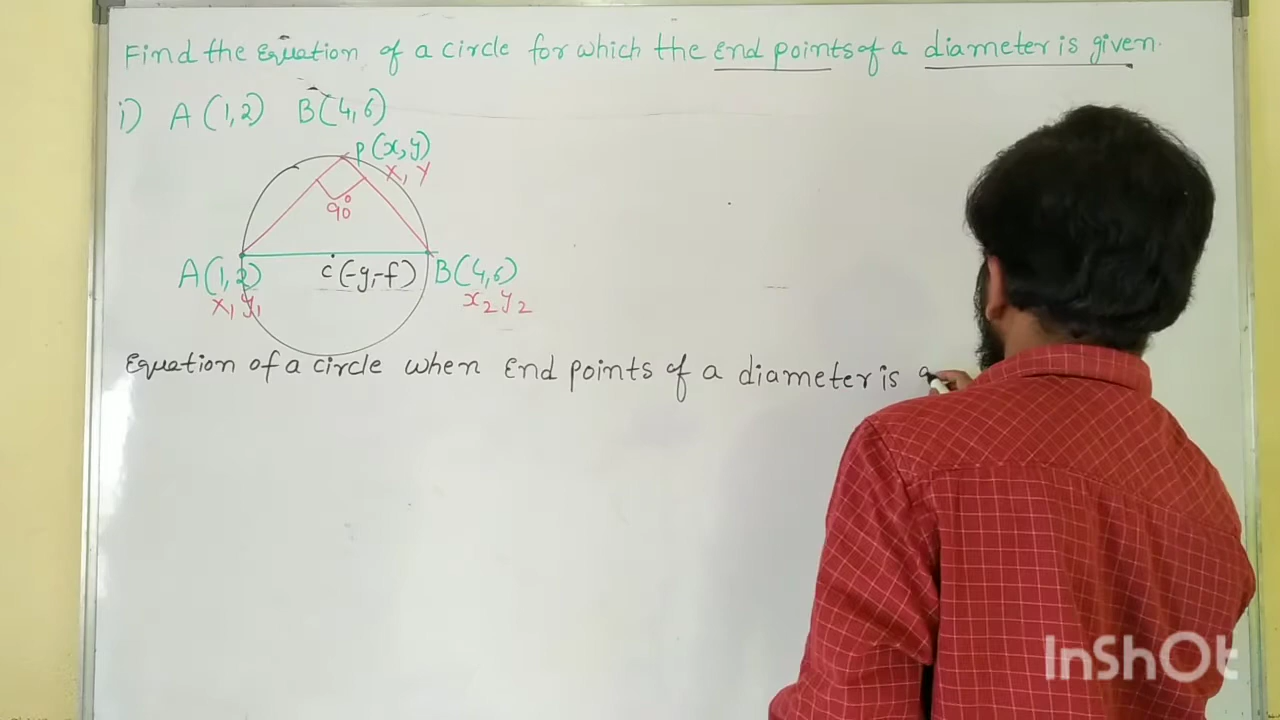 Find the Equation of a circle for which the end points of a diameter is given.
i) A (1,2) B(4,6)
P(x,y)
x, y
90°
A(1,2) c(-g,-f) B(4,6)
x₁ y₁ x₂ y₂
Equation of a circle when End points of a diameter is g
InShOt